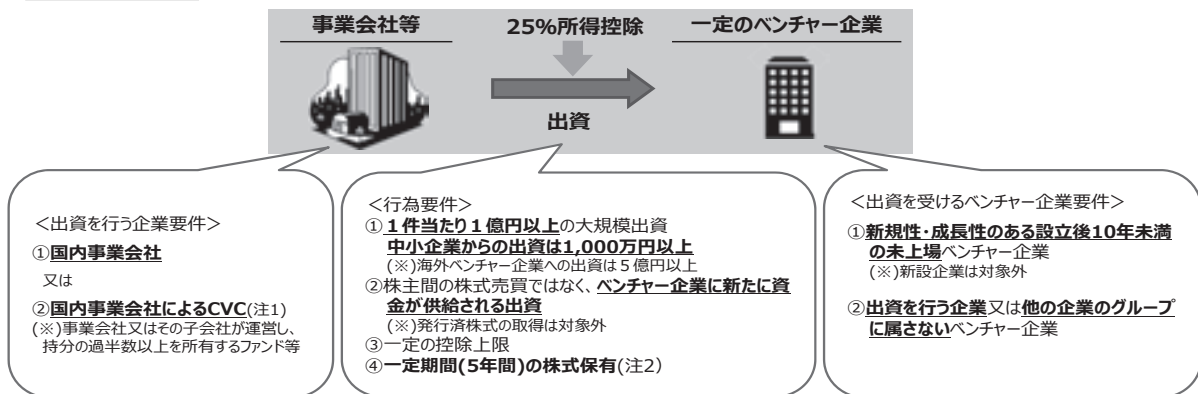 事業会社等
25%所得控除
一定のベンチャー企業
出資
＜出資を行う企業要件＞
①国内事業会社
又は
②国内事業会社によるCVC(注1)
(※)事業会社又はその子会社が運営し、
持分の過半数以上を所有するファンド等
＜行為要件＞
①１件当たり１億円以上の大規模出資
中小企業からの出資は1,000万円以上
(※)海外ベンチャー企業への出資は５億円以上
②株主間の株式売買ではなく、ベンチャー企業に新たに資
金が供給される出資
(※)発行済株式の取得は対象外
③一定の控除上限
④一定期間(5年間)の株式保有(注2）
＜出資を受けるベンチャー企業要件＞
①新規性・成長性のある設立後10年未満
の未上場ベンチャー企業
(※)新設企業は対象外
②出資を行う企業又は他の企業のグループ
に属さないベンチャー企業